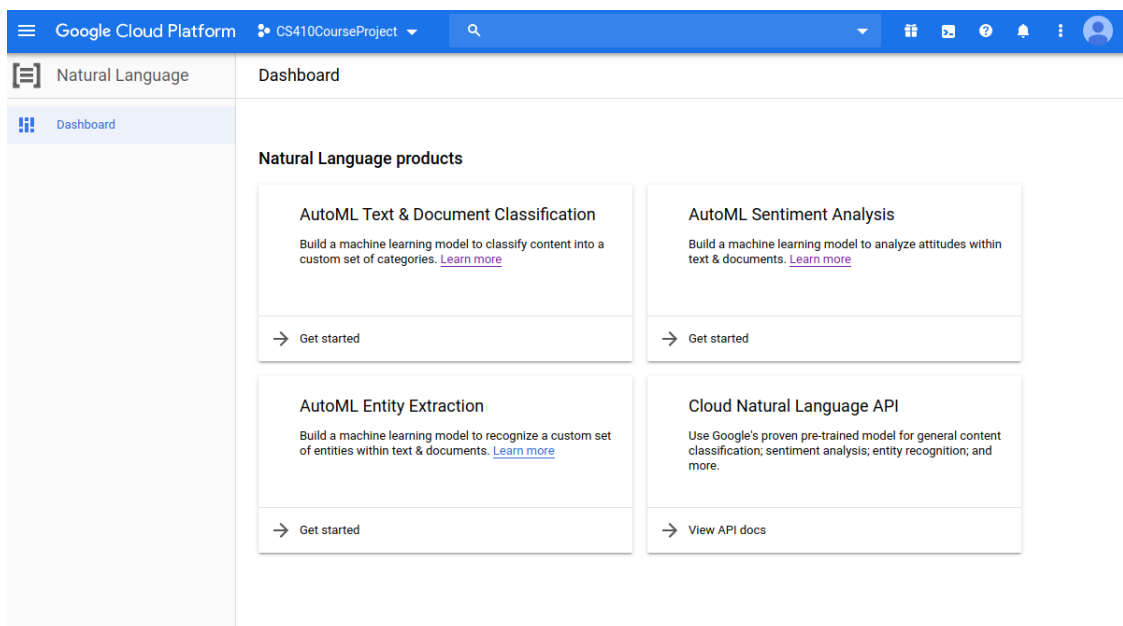 Google Cloud Platform
CS410CourseProject
Natural Language
Dashboard
Dashboard
Natural Language products
AutoML Text & Document Classification
Build a machine learning model to classify content into a
custom set of categories. Learn more
Get started
AutoML Sentiment Analysis
Build a machine learning model to analyze attitudes within
text & documents. Learn more
Get started
AutoML Entity Extraction
Build a machine learning model to recognize a custom set
of entities within text & documents. Learn more
Get started
Cloud Natural Language API
Use Google's proven pre-trained model for general content
classification; sentiment analysis; entity recognition; and
more.
View API docs